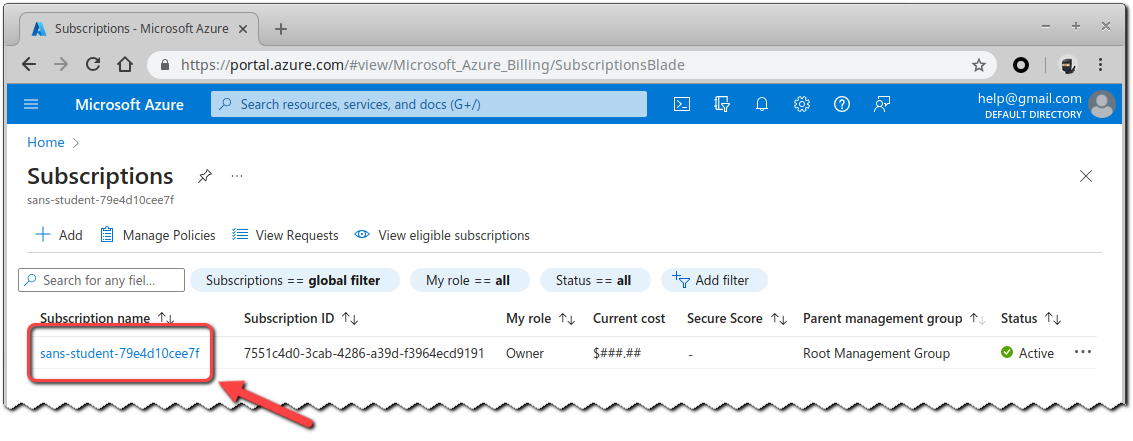 Subscriptions - Microsoft Azure
https://portal.azure.com/#view/Microsoft_Azure_Billing/SubscriptionsBlade
Microsoft Azure
Search resources, services, and docs (G+/)
help@gmail.com
DEFAULT DIRECTORY
Home
Subscriptions
sans-student-79e4d10cee7f
Add Manage Policies View Requests View eligible subscriptions
Search for any fiel... Subscriptions == global filter My role == all Status == all Add filter
Subscription name Subscription ID My role Current cost Secure Score Parent management group Status
sans-student-79e4d10cee7f 7551c4d0-3cab-4286-a39d-f3964ecd9191 Owner $###.## - Root Management Group Active